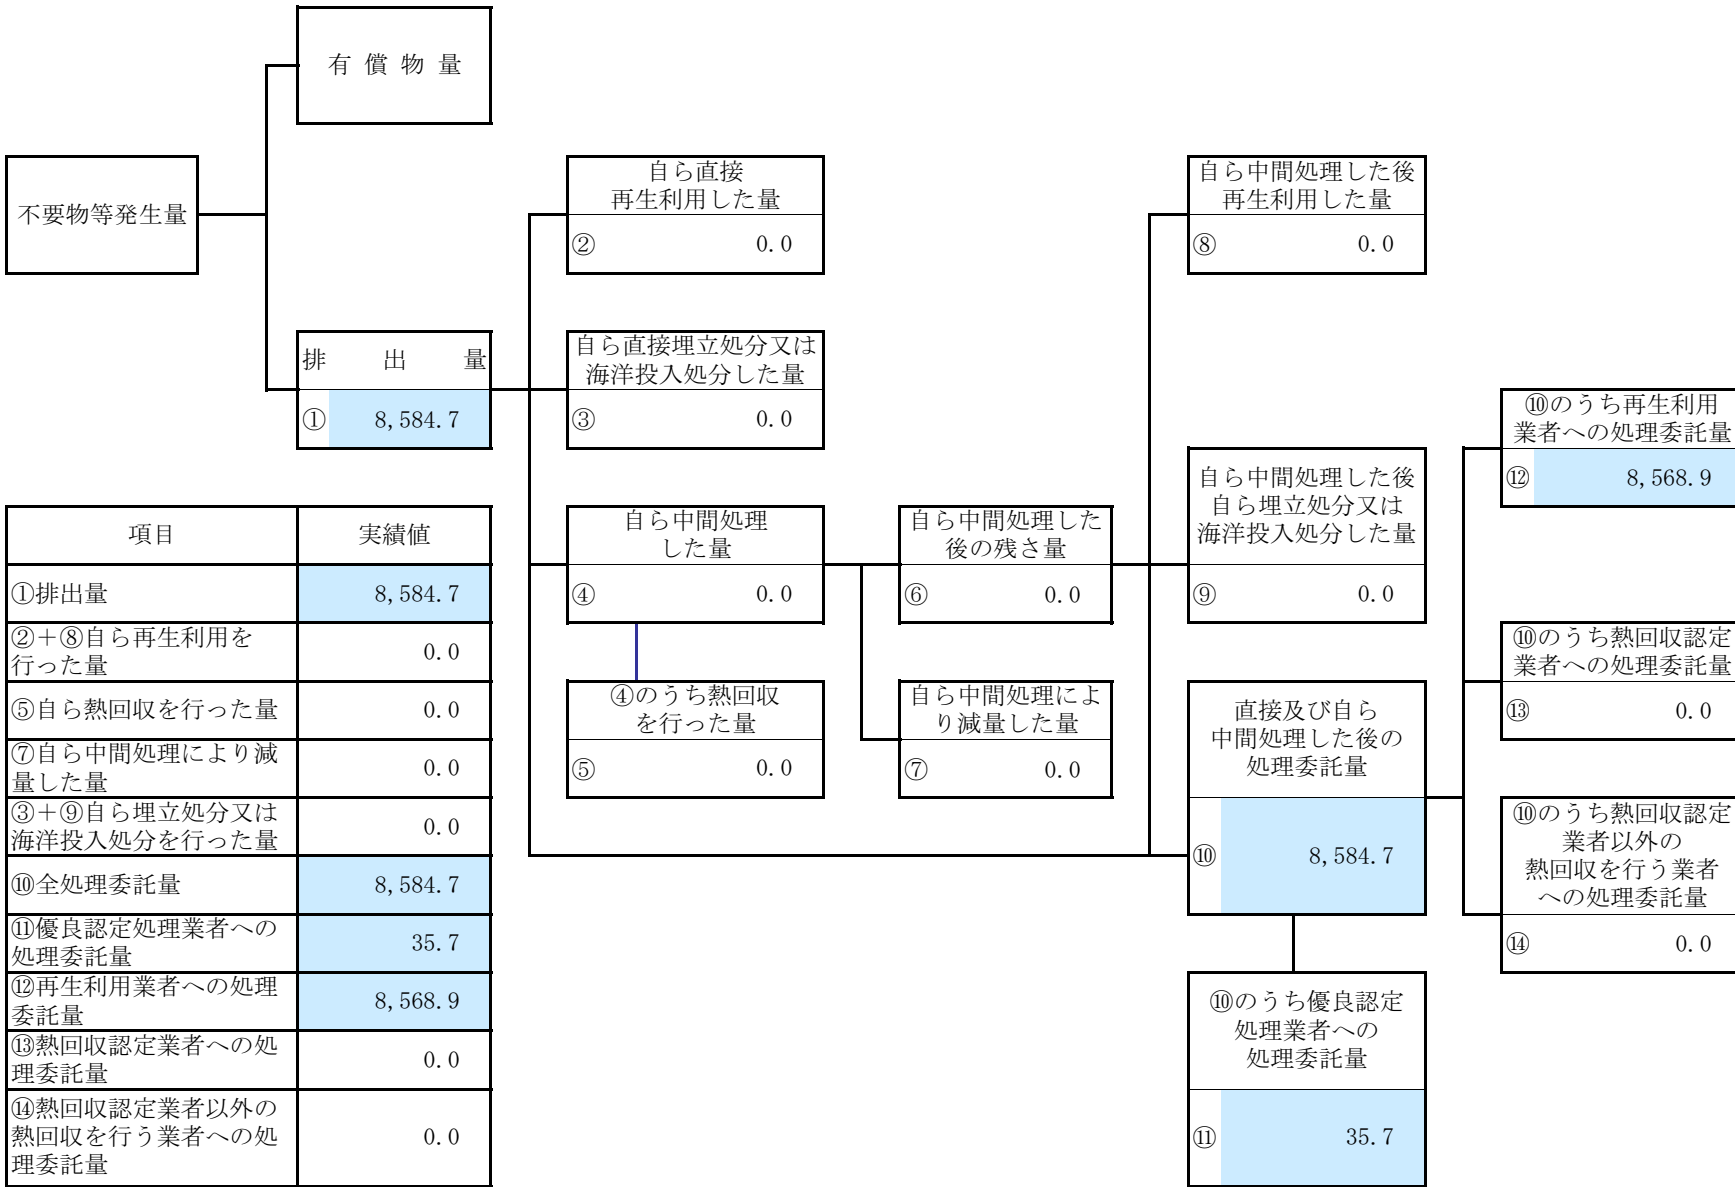 有 償 物 量
不要物等発生量
排 出 量
① 8,584.7
自ら直接
再生利用した量
② 0.0
自ら直接埋立処分又は
海洋投入処分した量
③ 0.0
自ら中間処理
した量
④ 0.0
④のうち熱回収
を行った量
⑤ 0.0
自ら中間処理した
後の残さ量
⑥ 0.0
自ら中間処理によ
り減量した量
⑦ 0.0
自ら中間処理した後
再生利用した量
⑧ 0.0
自ら中間処理した後
自ら埋立処分又は
海洋投入処分した量
⑨ 0.0
直接及び自ら
中間処理した後の
処理委託量
⑩ 8,584.7
⑩のうち優良認定
処理業者への
処理委託量
⑪ 35.7
⑩のうち再生利用
業者への処理委託量
⑫ 8,568.9
⑩のうち熱回収認定
業者への処理委託量
⑬ 0.0
⑩のうち熱回収認定
業者以外の
熱回収を行う業者
への処理委託量
⑭ 0.0
項目 実績値
①排出量 8,584.7
②＋⑧自ら再生利用を
行った量 0.0
⑤自ら熱回収を行った量 0.0
⑦自ら中間処理により減
量した量 0.0
③＋⑨自ら埋立処分又は
海洋投入処分を行った量 0.0
⑩全処理委託量 8,584.7
⑪優良認定処理業者への
処理委託量 35.7
⑫再生利用業者への処理
委託量 8,568.9
⑬熱回収認定業者への処
理委託量 0.0
⑭熱回収認定業者以外の
熱回収を行う業者への処
理委託量 0.0